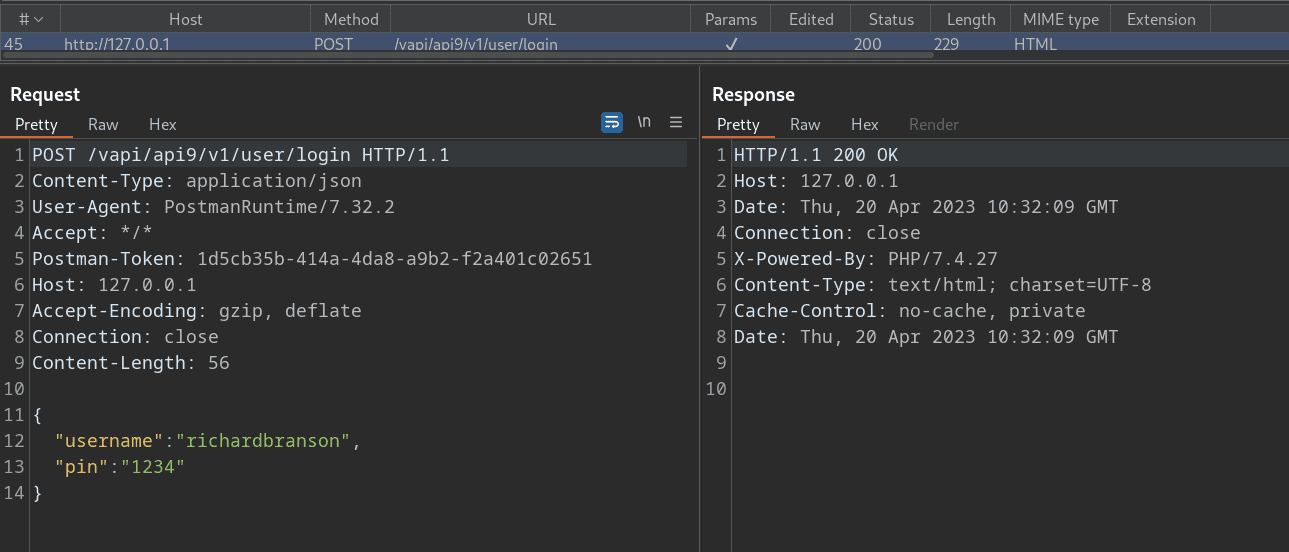 # Host Method URL Params Edited Status Length MIME type Extension
45 http://127.0.0.1 POST /vapi/api9/v1/user/login ✓ 200 229 HTML
Request
Pretty Raw Hex
\n
1 POST /vapi/api9/v1/user/login HTTP/1.1
2 Content-Type: application/json
3 User-Agent: PostmanRuntime/7.32.2
4 Accept: */*
5 Postman-Token: 1d5cb35b-414a-4da8-a9b2-f2a401c02651
6 Host: 127.0.0.1
7 Accept-Encoding: gzip, deflate
8 Connection: close
9 Content-Length: 56
10
11 {
12 "username":"richardbranson",
13 "pin":"1234"
14 }
Response
Pretty Raw Hex Render
1 HTTP/1.1 200 OK
2 Host: 127.0.0.1
3 Date: Thu, 20 Apr 2023 10:32:09 GMT
4 Connection: close
5 X-Powered-By: PHP/7.4.27
6 Content-Type: text/html; charset=UTF-8
7 Cache-Control: no-cache, private
8 Date: Thu, 20 Apr 2023 10:32:09 GMT
9
10